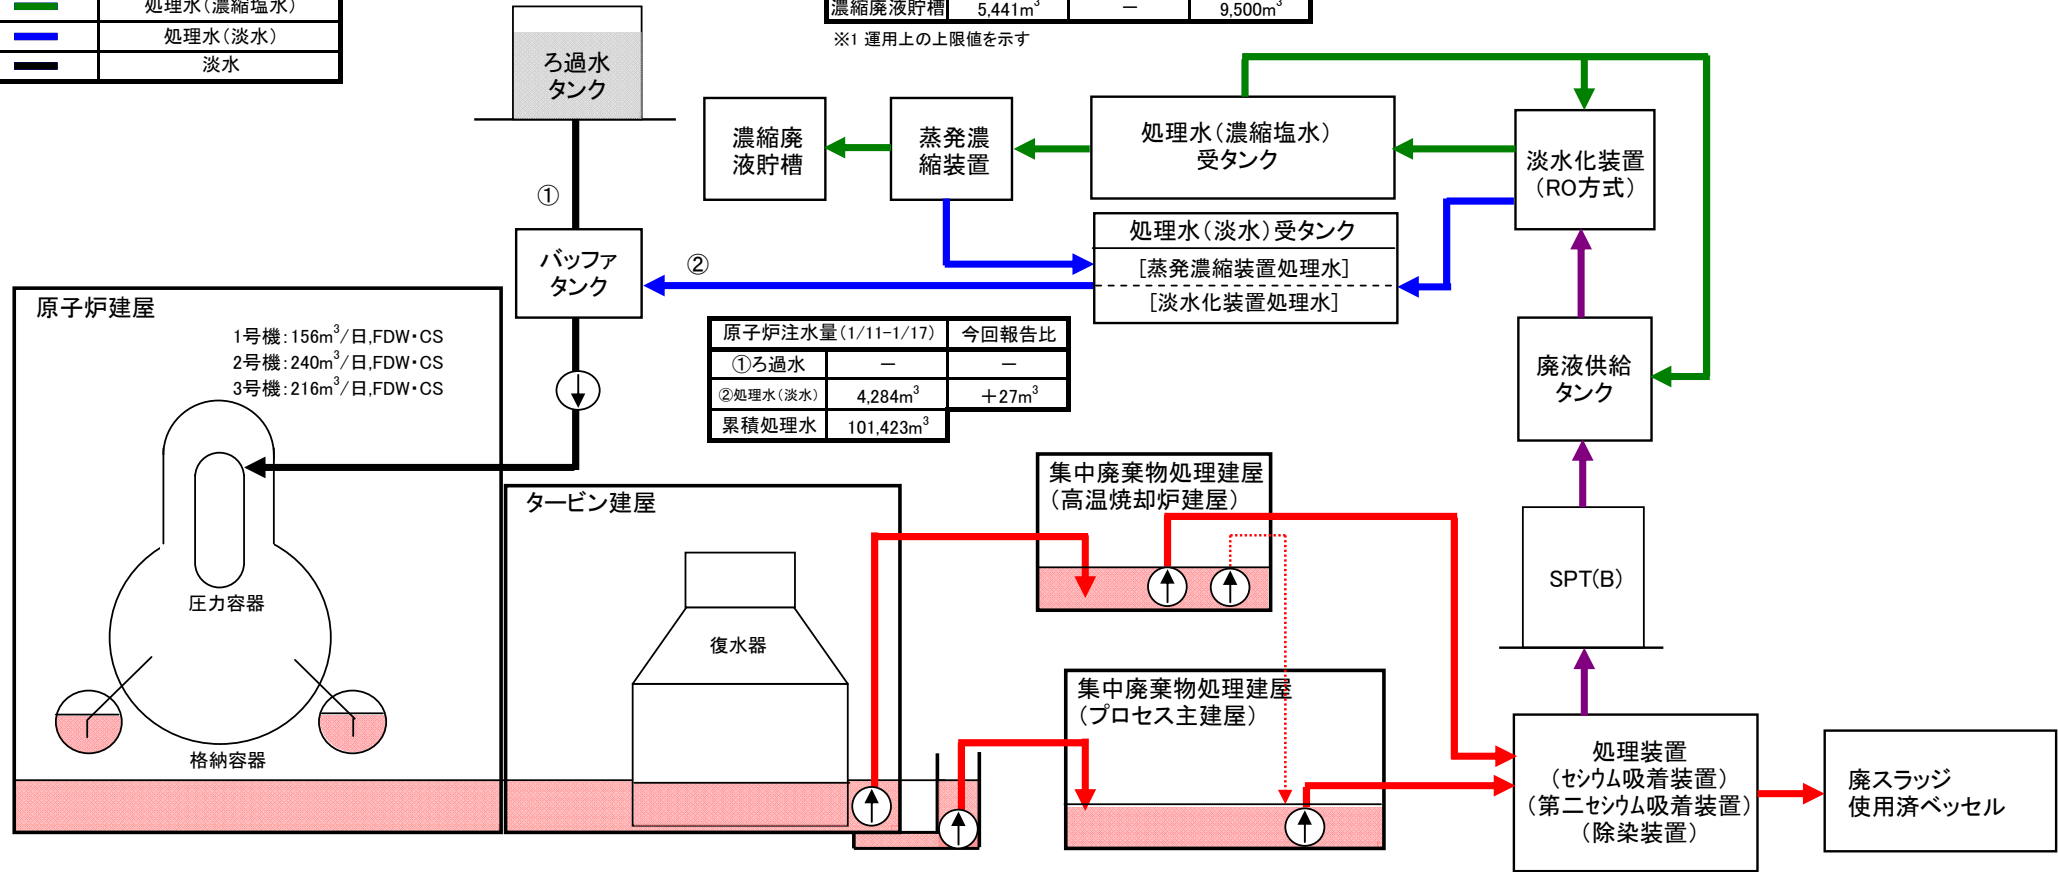 処理水(濃縮塩水)
処理水(淡水)
淡水
濃縮廃液貯槽 5,441m³ － 9,500m³
※1 運用上の上限値を示す
ろ過水
タンク
①
バッファ
タンク
②
濃縮廃
液貯槽
蒸発濃
縮装置
処理水(濃縮塩水)
受タンク
淡水化装置
(RO方式)
処理水(淡水)受タンク
[蒸発濃縮装置処理水]
[淡水化装置処理水]
原子炉建屋
1号機：156m³/日,FDW・CS
2号機：240m³/日,FDW・CS
3号機：216m³/日,FDW・CS
原子炉注水量(1/11-1/17) 今回報告比
①ろ過水 － －
②処理水(淡水) 4,284m³ ＋27m³
累積処理水 101,423m³
廃液供給
タンク
圧力容器
格納容器
タービン建屋
復水器
集中廃棄物処理建屋
(高温焼却炉建屋)
集中廃棄物処理建屋
(プロセス主建屋)
SPT(B)
処理装置
(セシウム吸着装置)
(第二セシウム吸着装置)
(除染装置)
廃スラッジ
使用済ベッセル